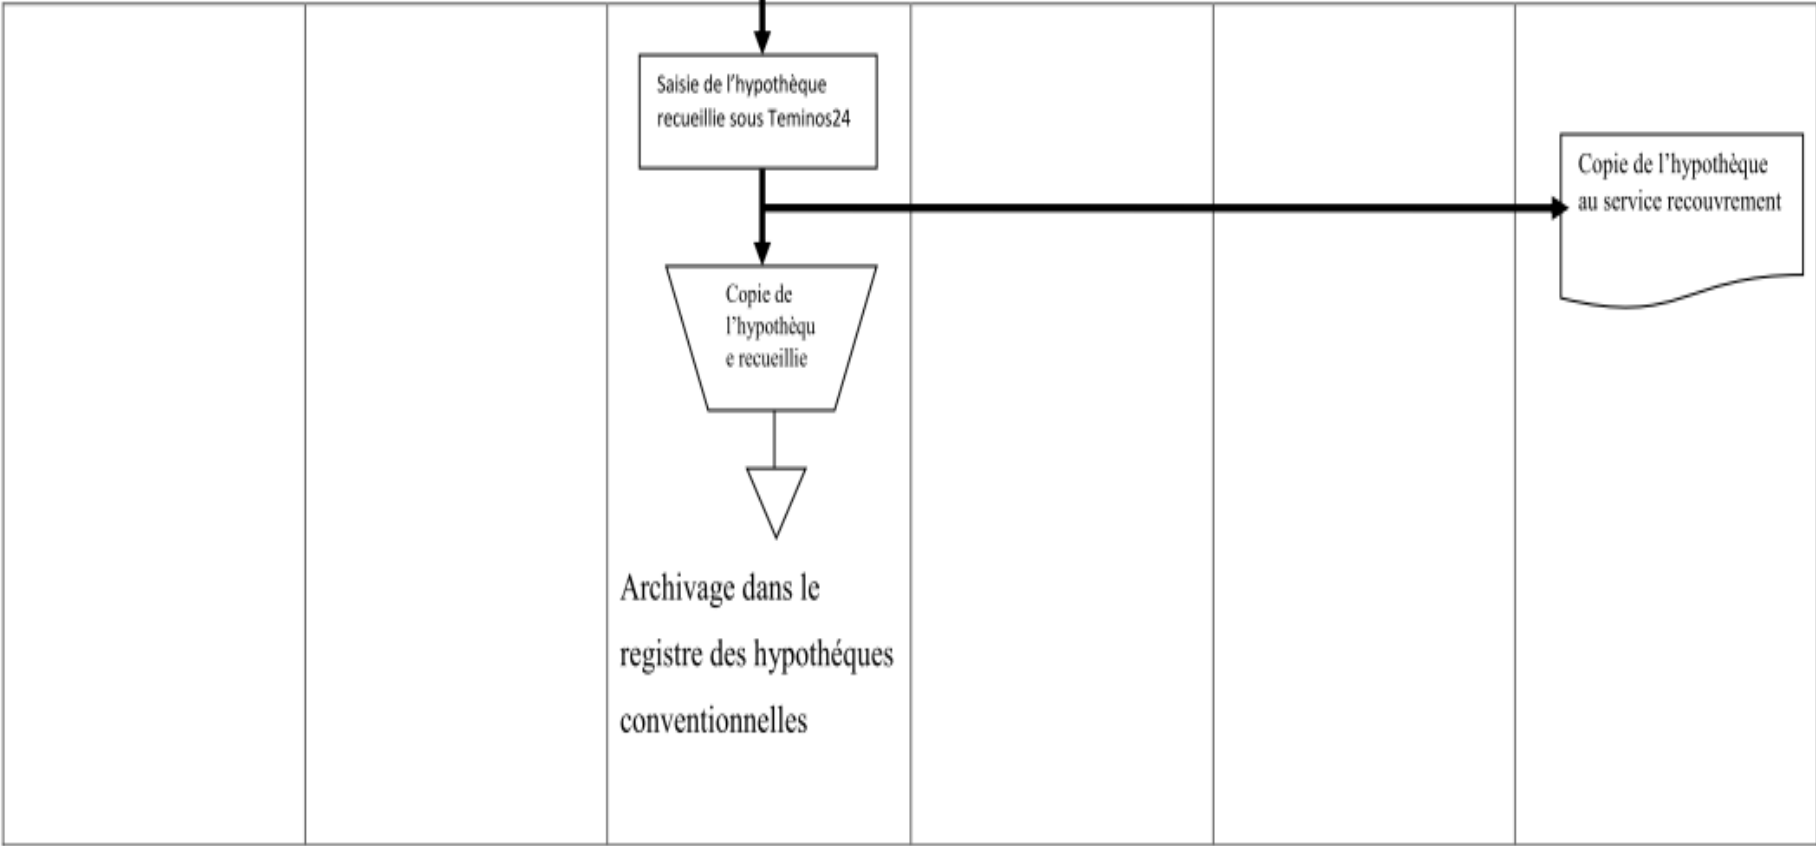 Saisie de l’hypothèque
recueillie sous Teminos24
Copie de l’hypothèque
au service recouvrement
Copie de
l’hypothèqu
e recueillie
Archivage dans le
registre des hypothéques
conventionnelles